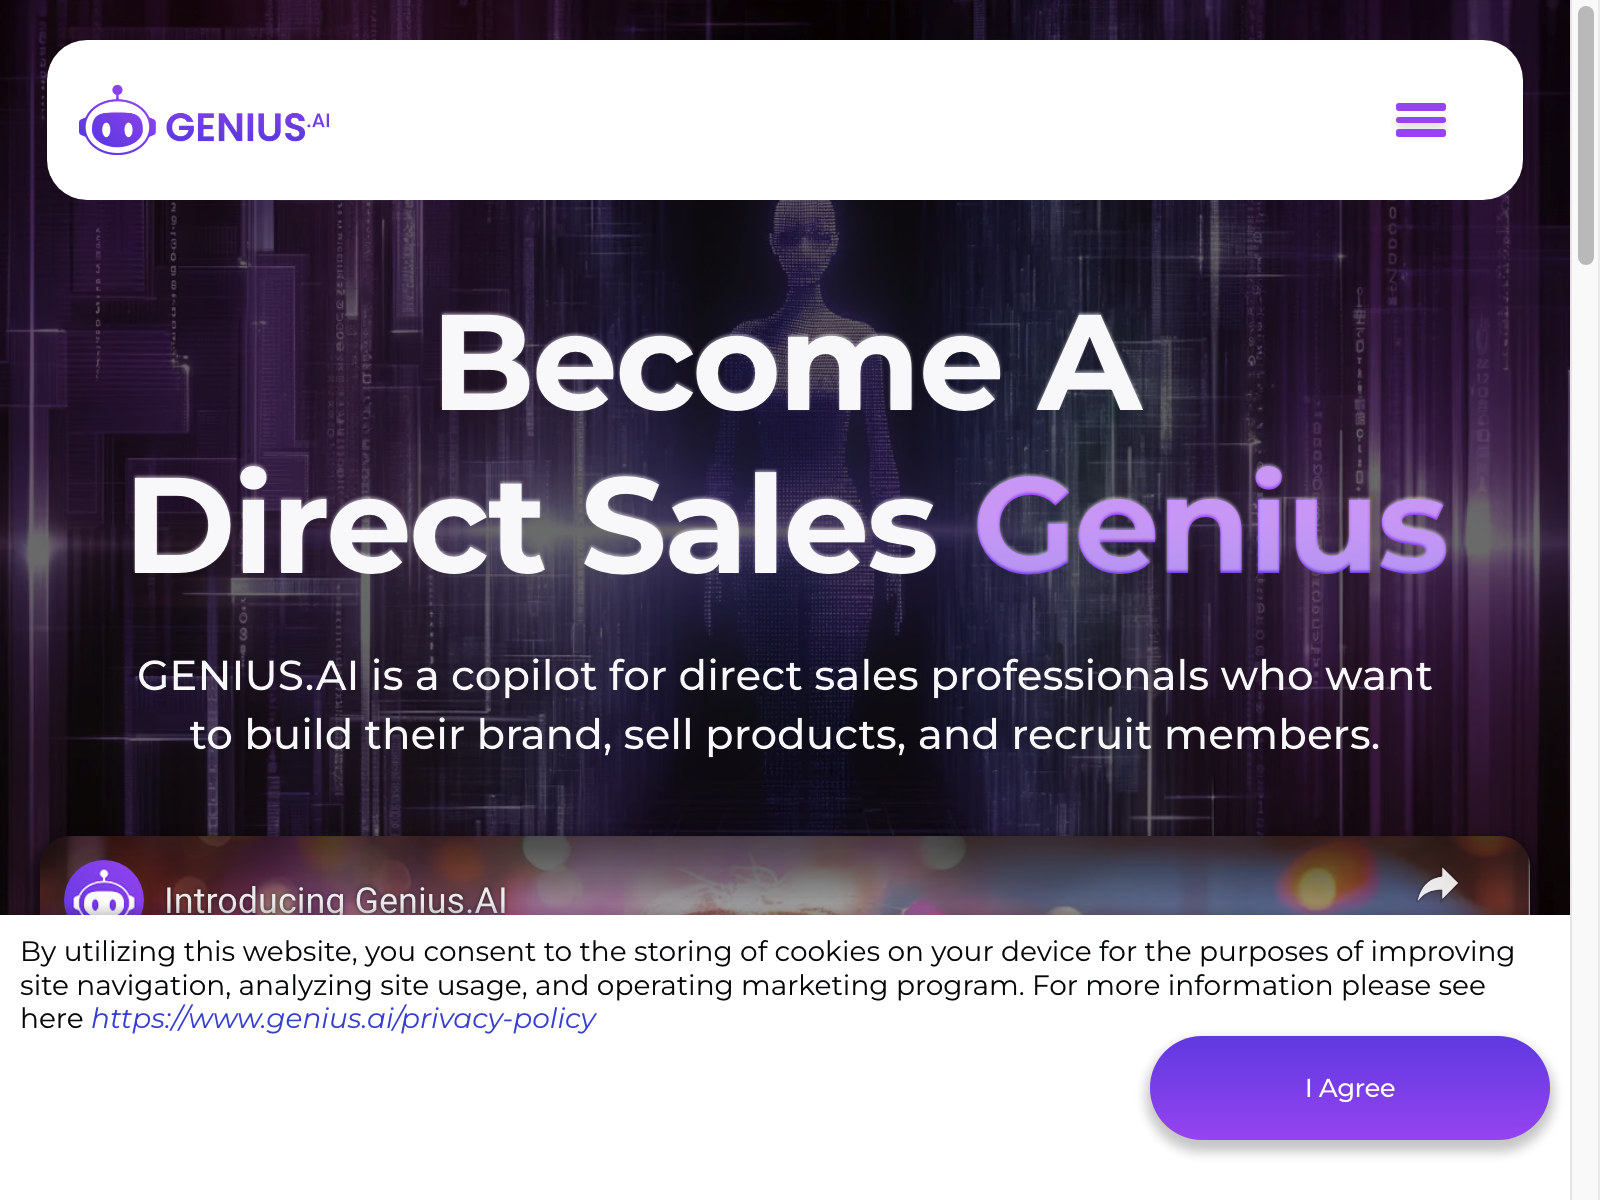 GENIUS.AI
Become A
Direct Sales Genius
GENIUS.AI is a copilot for direct sales professionals who want
to build their brand, sell products, and recruit members.
Introducing Genius.AI
By utilizing this website, you consent to the storing of cookies on your device for the purposes of improving
site navigation, analyzing site usage, and operating marketing program. For more information please see
here https://www.genius.ai/privacy-policy
I Agree